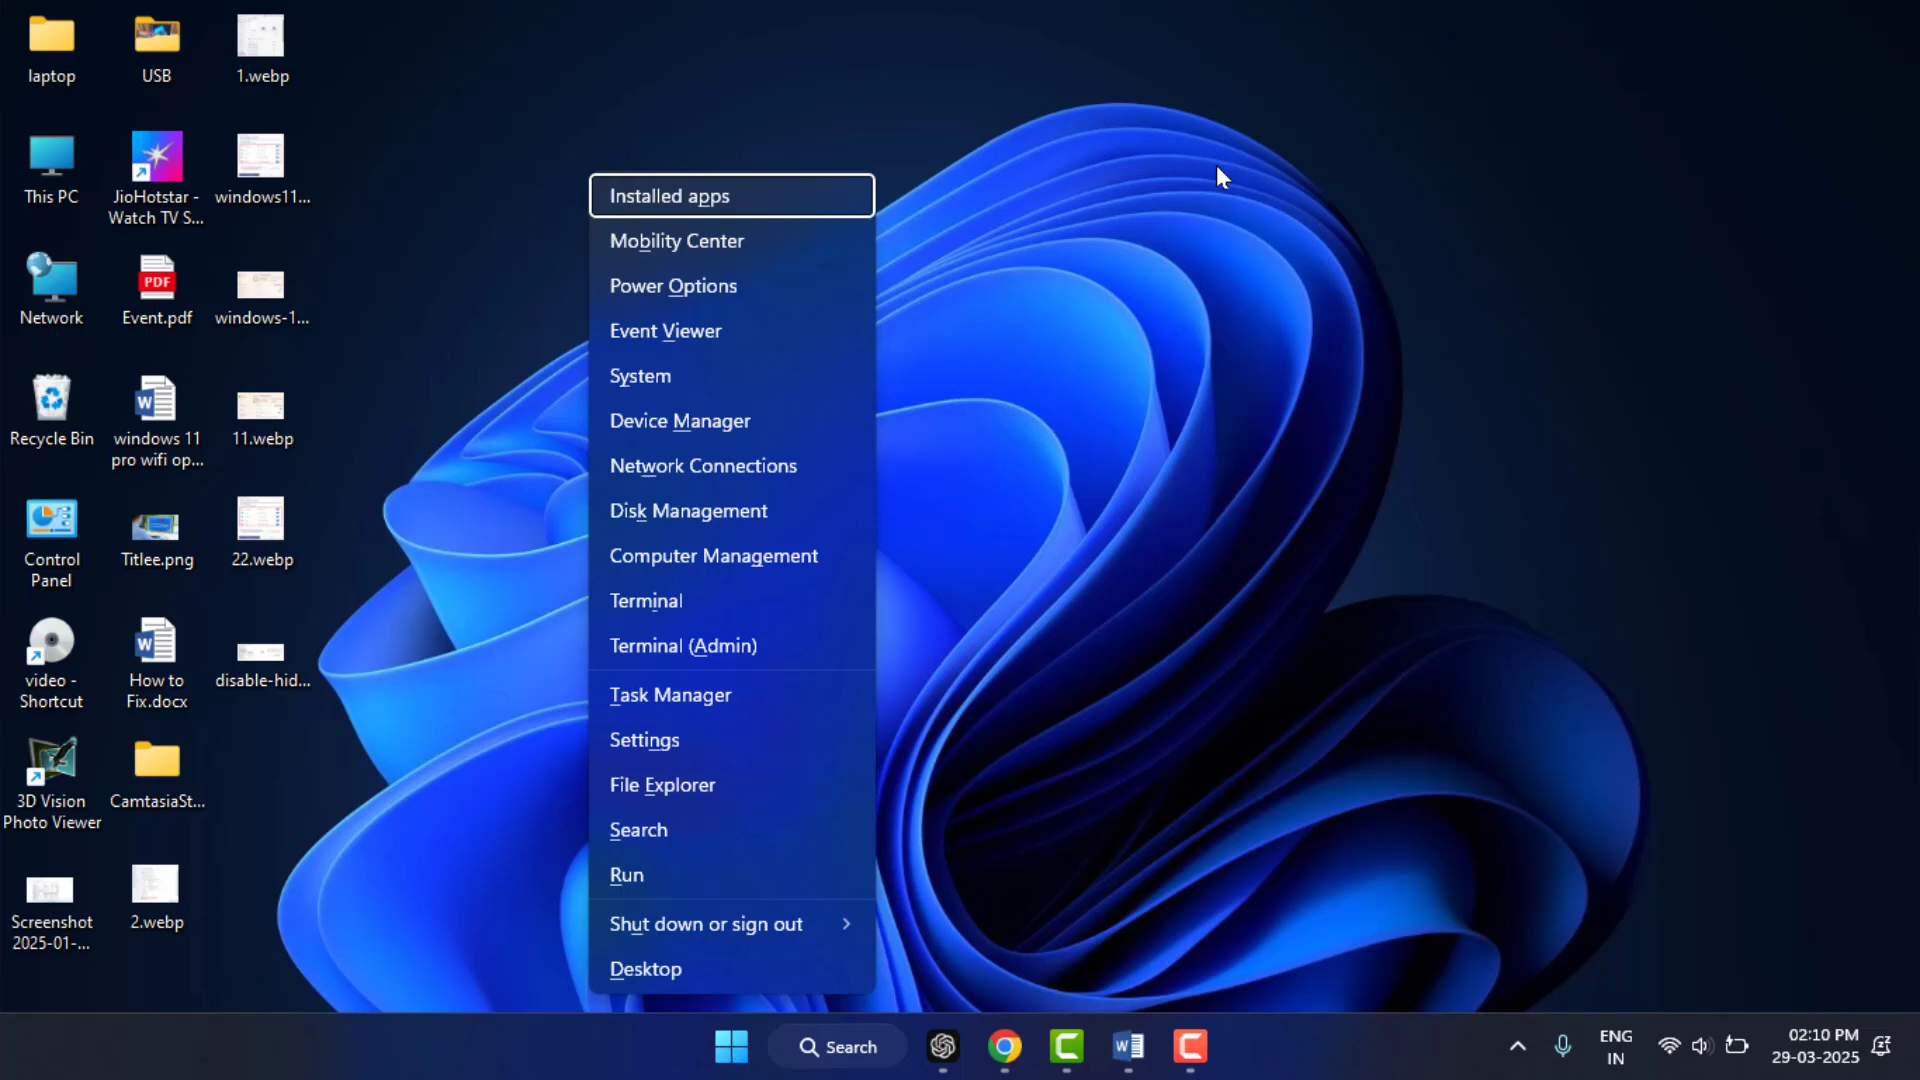 laptop
USB
1.webp
This PC
JioHotstar -
Watch TV S...
windows11...
Network
PDF
Event.pdf
windows-1...
Recycle Bin
windows 11
pro wifi op...
11.webp
Control
Panel
Titlee.png
22.webp
video -
Shortcut
How to
Fix.docx
disable-hid...
3D Vision
Photo Viewer
CamtasiaSt...
Screenshot
2025-01-...
2.webp
Installed apps
Mobility Center
Power Options
Event Viewer
System
Device Manager
Network Connections
Disk Management
Computer Management
Terminal
Terminal (Admin)
Task Manager
Settings
File Explorer
Search
Run
Shut down or sign out
Desktop
Search
ENG
IN
02:10 PM
29-03-2025